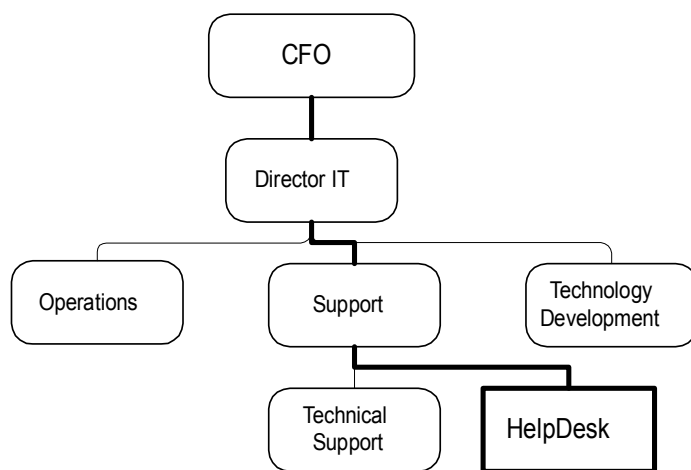 CFO
Director IT
Operations
Support
Technology
Development
Technical
Support
HelpDesk